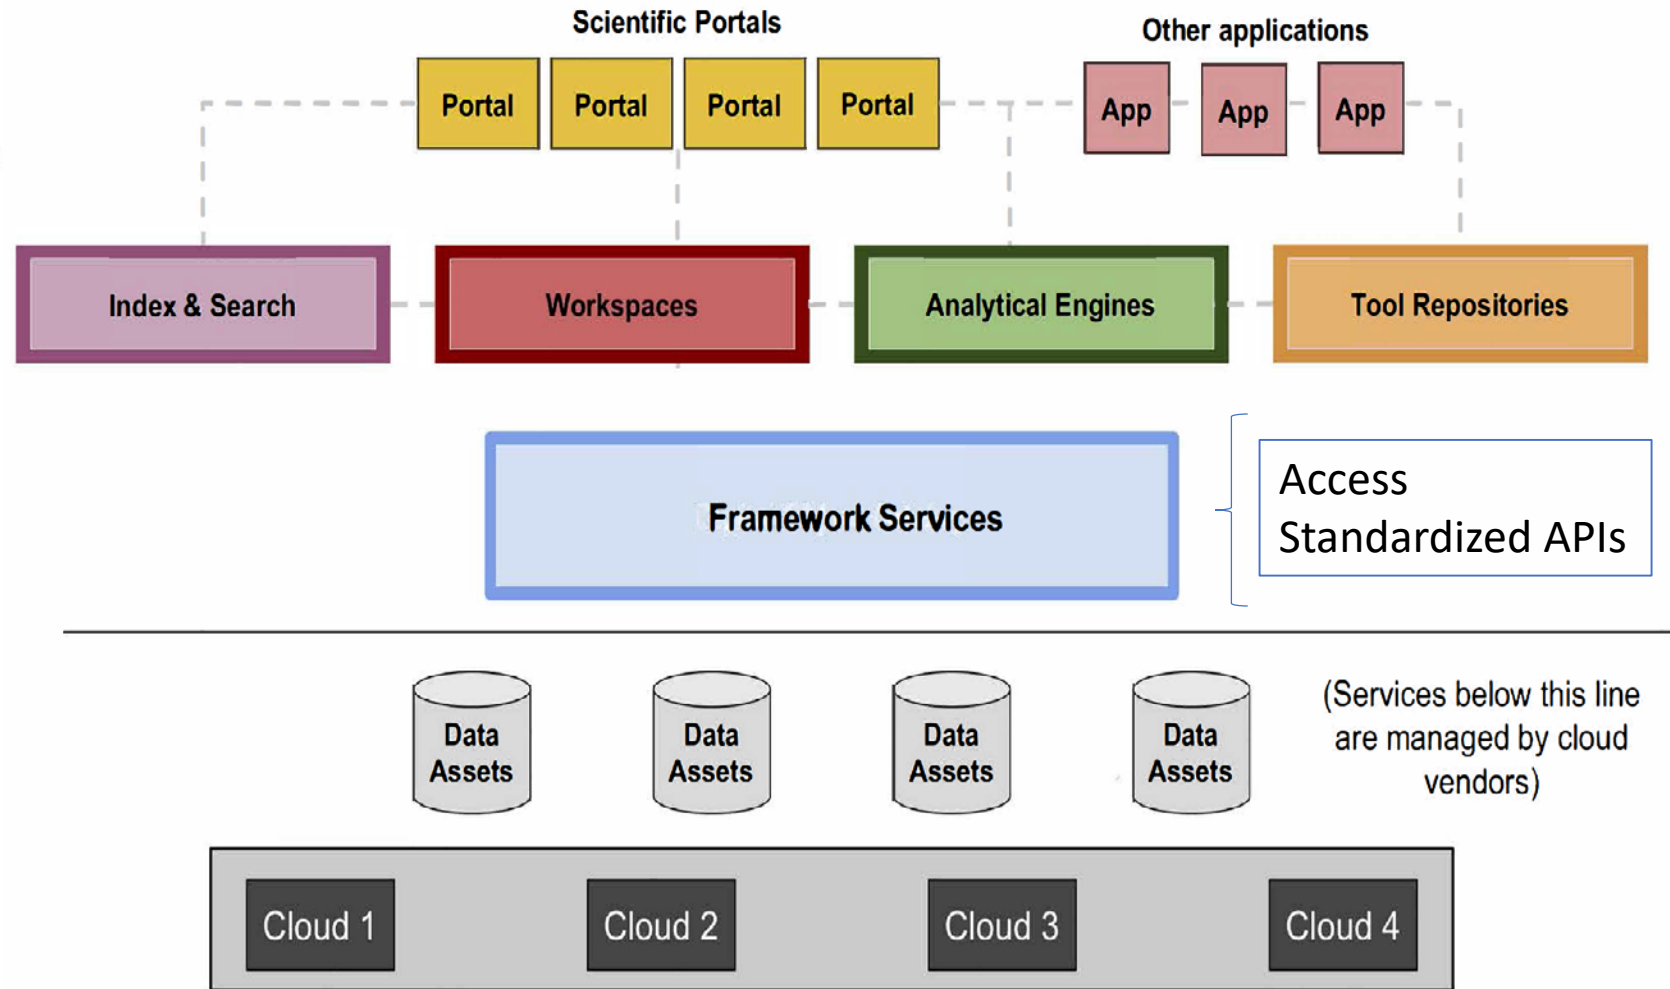 Scientific Portals
Other applications
Portal
Portal
Portal
Portal
App
App
App
Index & Search
Workspaces
Analytical Engines
Tool Repositories
Framework Services
Access
Standardized APIs
Data
Assets
Data
Assets
Data
Assets
Data
Assets
(Services below this line
are managed by cloud
vendors)
Cloud 1
Cloud 2
Cloud 3
Cloud 4